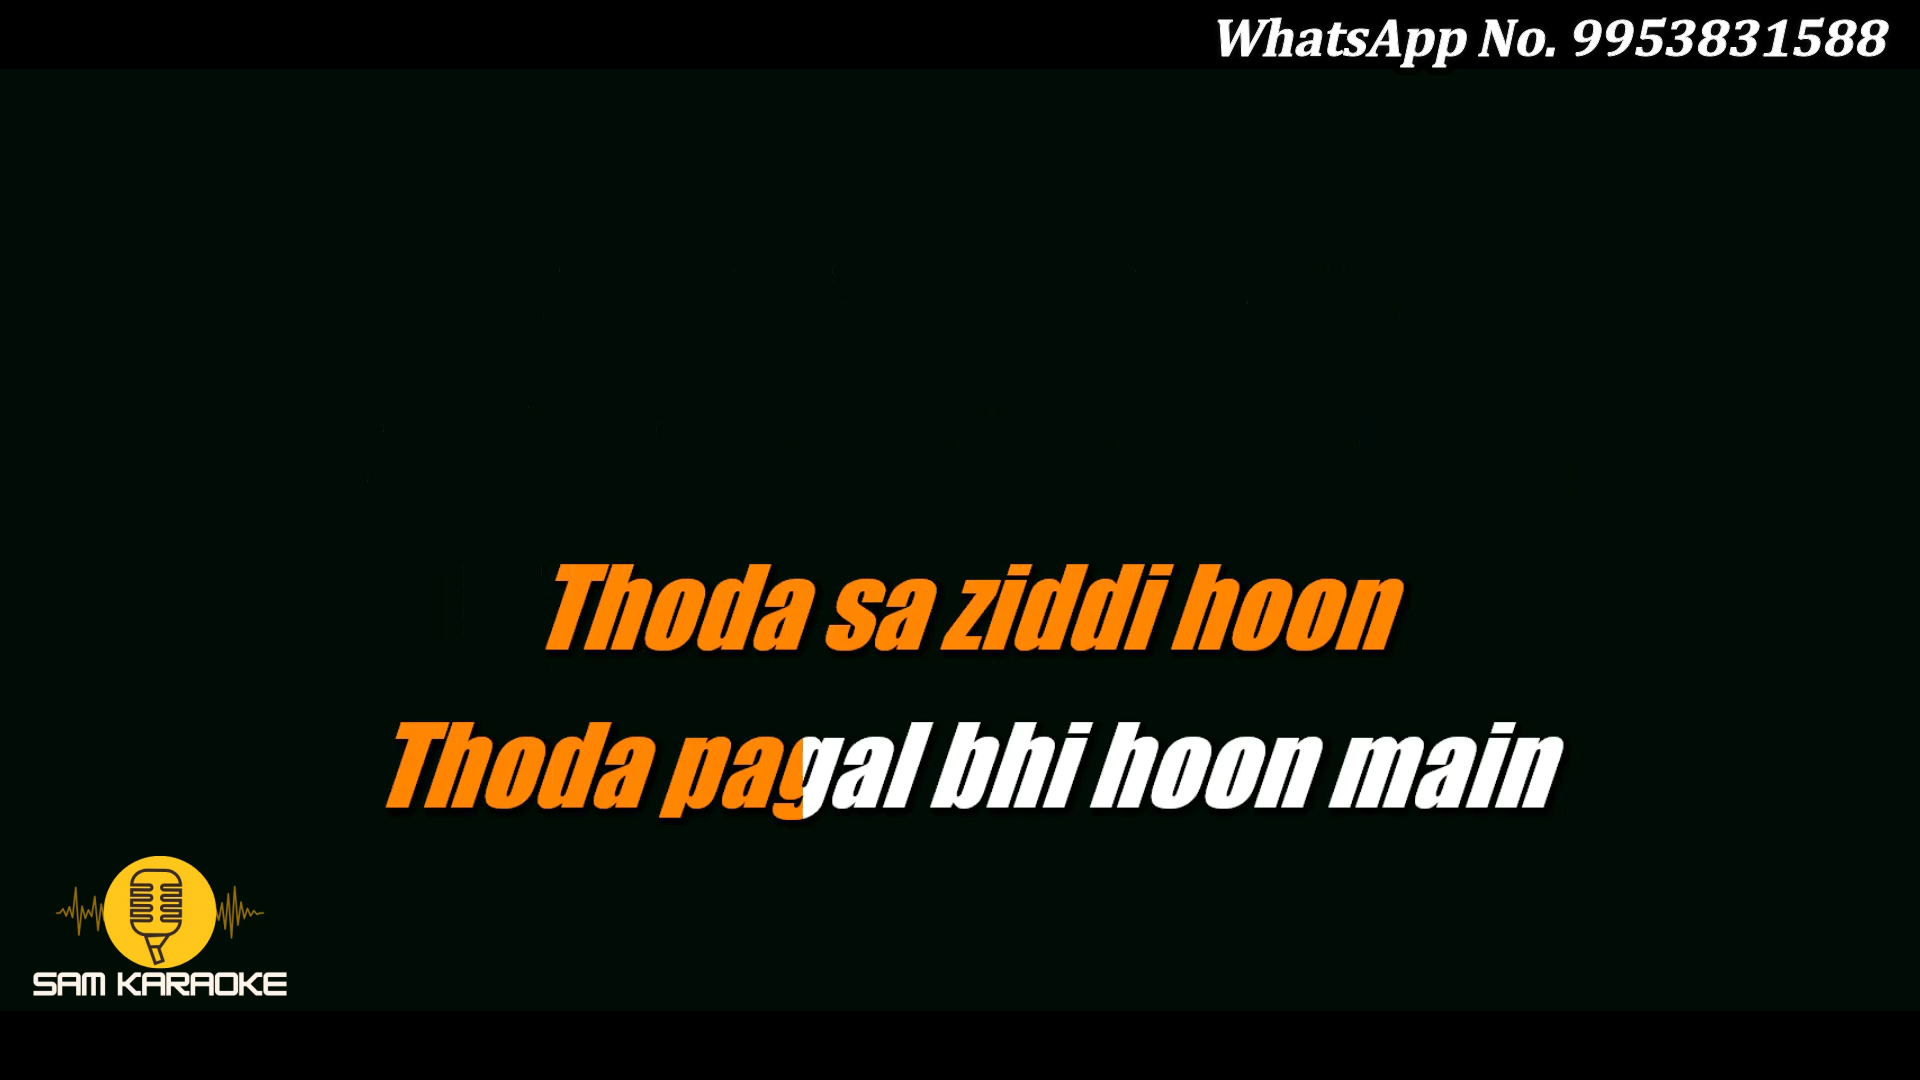 WhatsApp No. 9953831588
Thoda sa ziddi hoon
Thoda pagal bhi hoon main
SAM KARAOKE